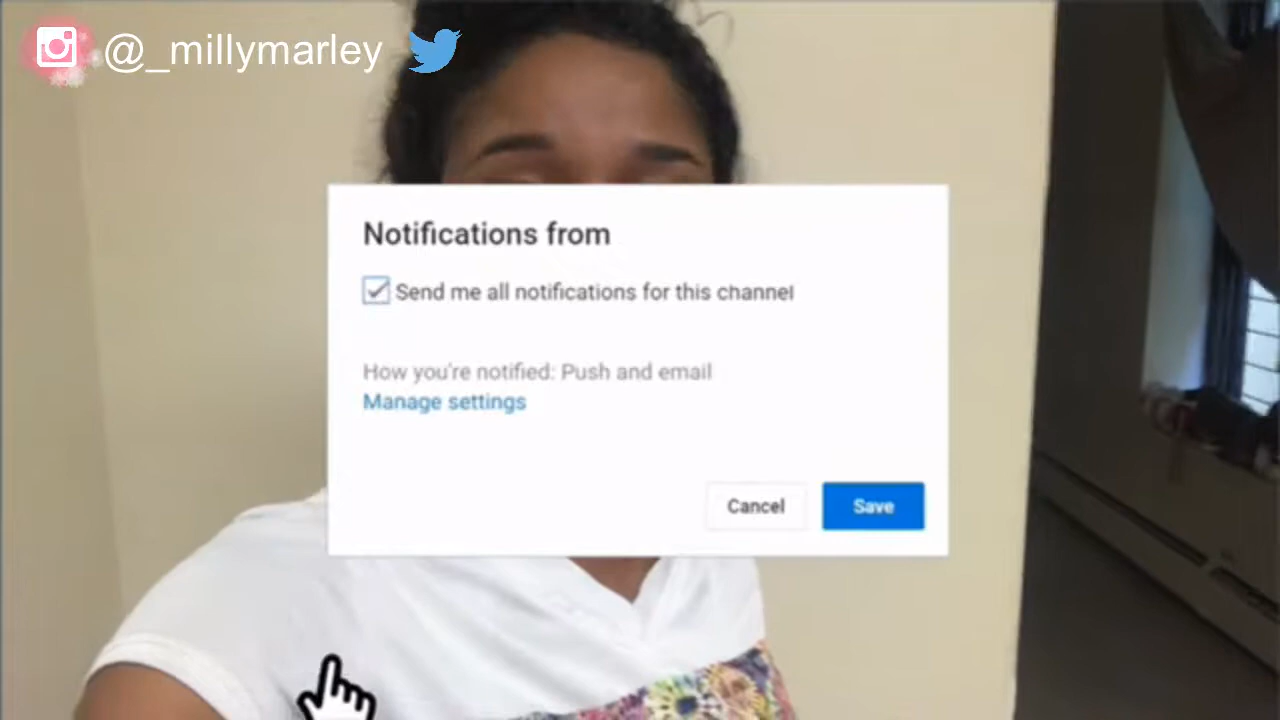 @_millymarley
Notifications from
Send me all notifications for this channel
How you're notified: Push and email
Manage settings
Cancel
Save